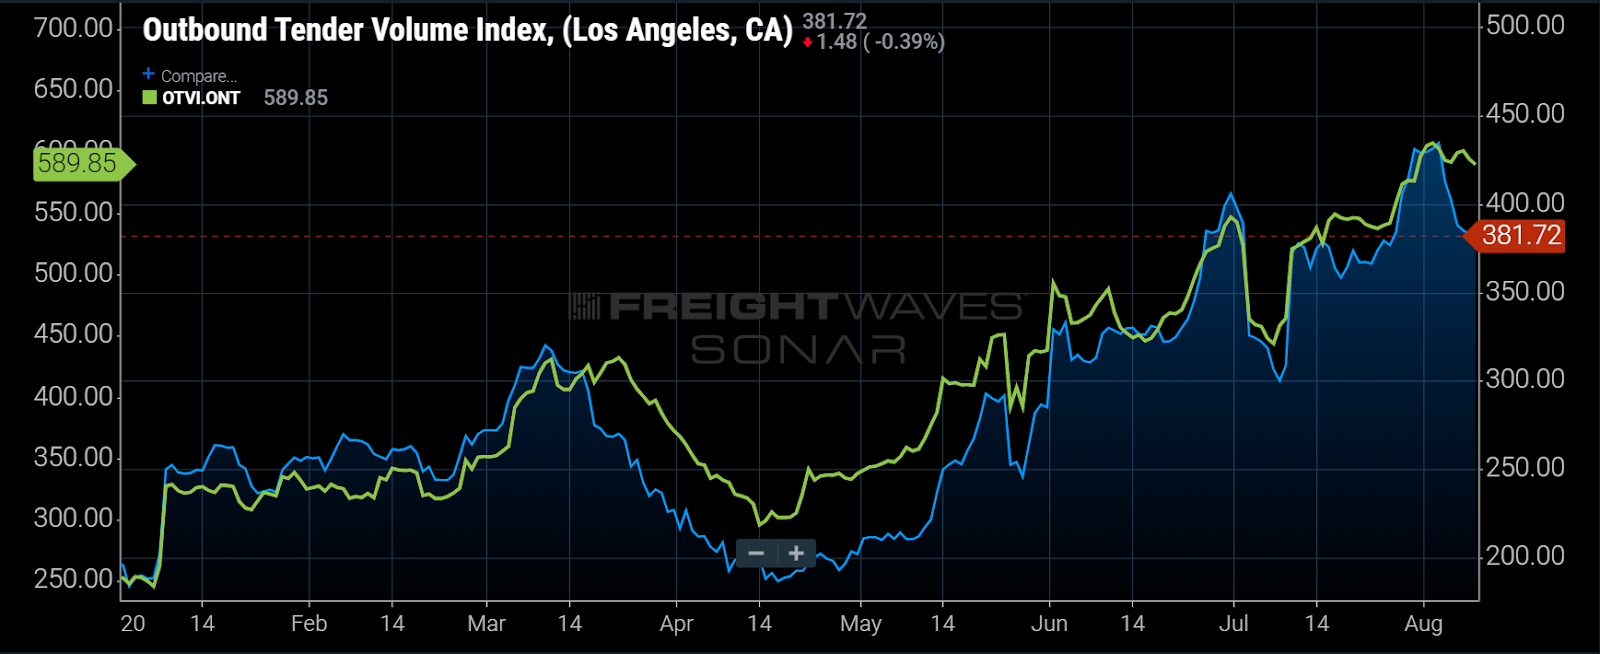 Outbound Tender Volume Index, (Los Angeles, CA) 381.72
1.48 ( -0.39%)
+ Compare...
OTVI.ONT 589.85
700.00
650.00
600.00
589.85
550.00
500.00
450.00
400.00
350.00
300.00
250.00
500.00
450.00
400.00
381.72
350.00
300.00
250.00
200.00
FREIGHTWAVES
SONAR
− +
20 14 Feb 14 Mar 14 Apr 14 May 14 Jun 14 Jul 14 Aug